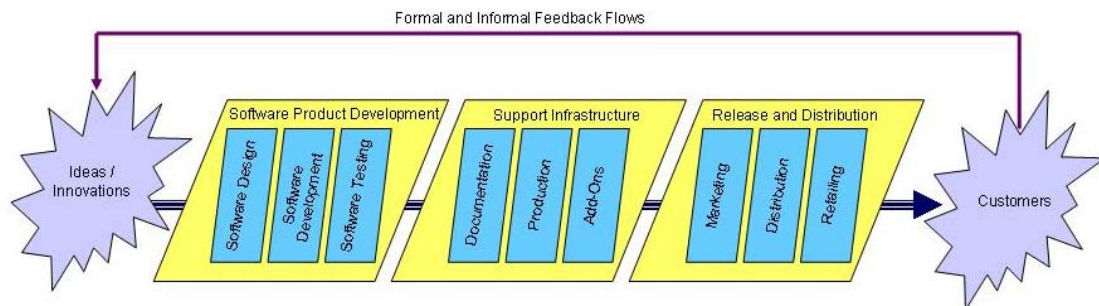 Formal and Informal Feedback Flows
Ideas /
Innovations
Software Product Development
Software Design
Software
Development
Software Testing
Support Infrastructure
Documentation
Production
Add-Ons
Release and Distribution
Marketing
Distribution
Retailing
Customers